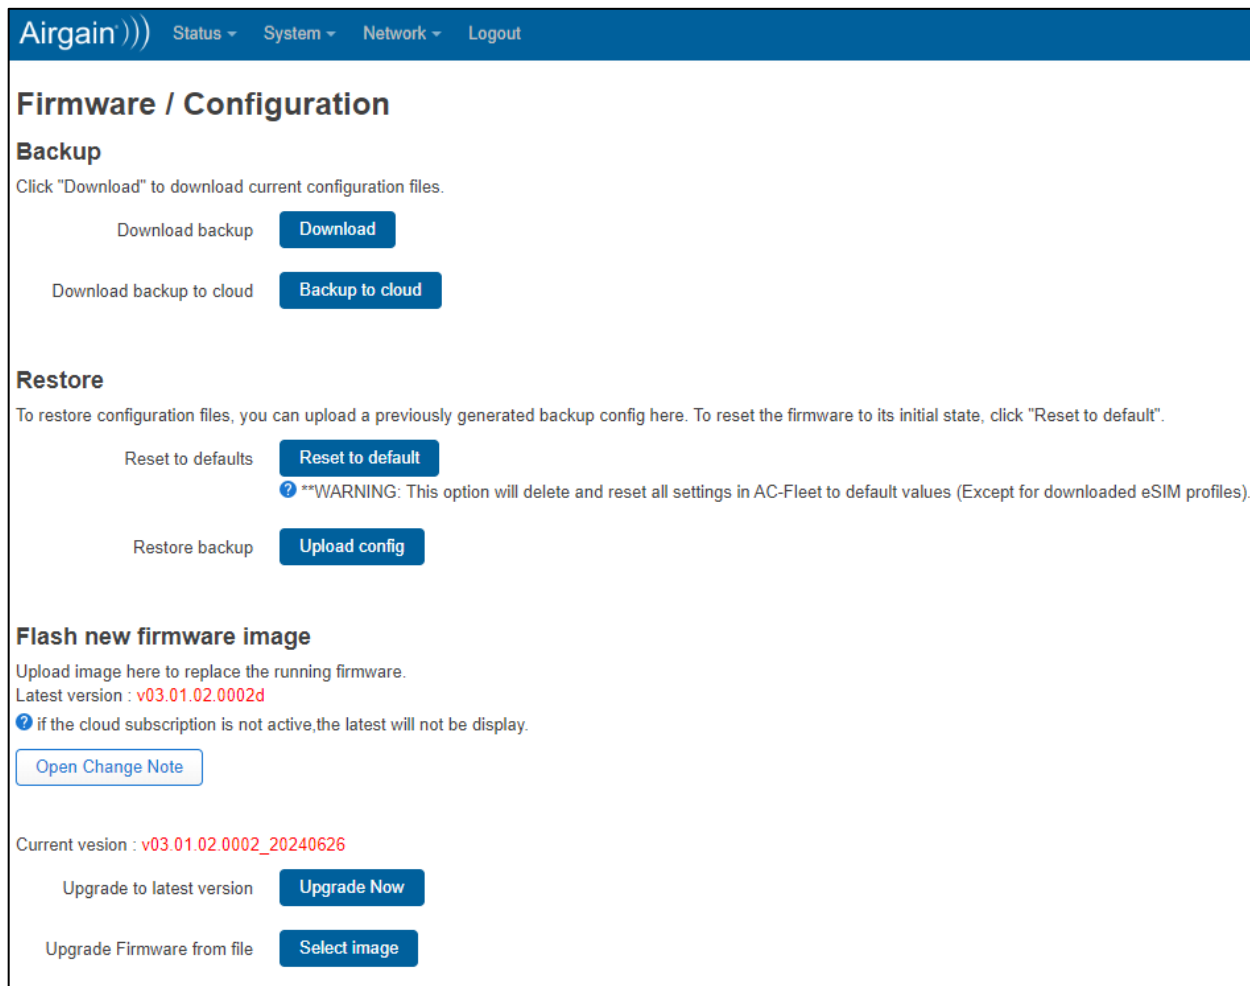 Airgain
Status System Network Logout
Firmware / Configuration
Backup
Click "Download" to download current configuration files.
Download backup Download
Download backup to cloud Backup to cloud
Restore
To restore configuration files, you can upload a previously generated backup config here. To reset the firmware to its initial state, click "Reset to default".
Reset to defaults Reset to default
**WARNING: This option will delete and reset all settings in AC-Fleet to default values (Except for downloaded eSIM profiles).
Restore backup Upload config
Flash new firmware image
Upload image here to replace the running firmware.
Latest version : v03.01.02.0002d
if the cloud subscription is not active,the latest will not be display.
Open Change Note
Current vesion : v03.01.02.0002_20240626
Upgrade to latest version Upgrade Now
Upgrade Firmware from file Select image